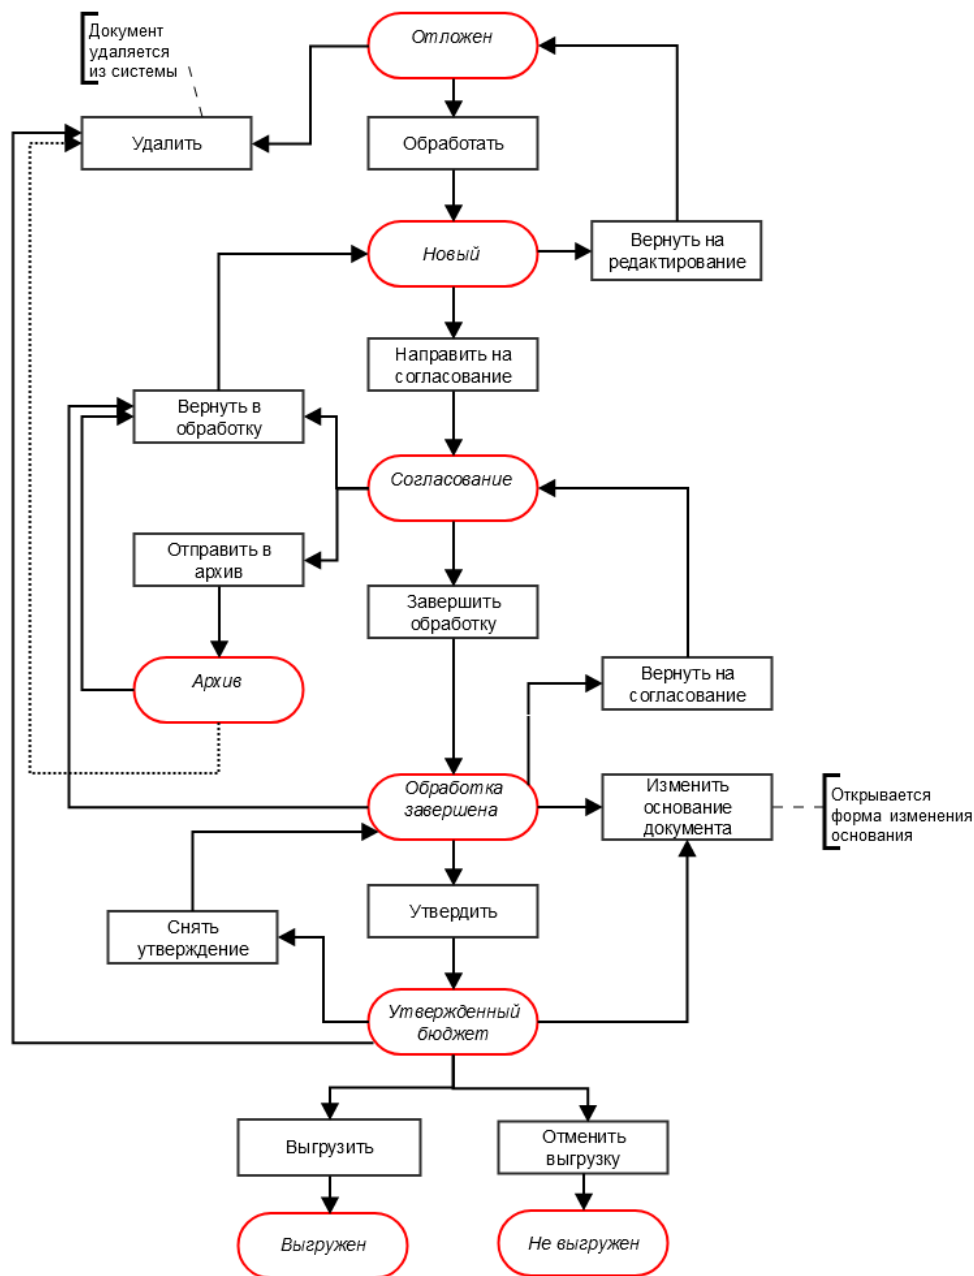 Документ
удаляется
из системы
Отложен
Удалить
Обработать
Новый
Вернуть на
редактирование
Направить на
согласование
Вернуть в
обработку
Согласование
Отправить в
архив
Завершить
обработку
Архив
Вернуть на
согласование
Обработка
завершена
Изменить
основание
документа
Открывается
форма изменения
основания
Утвердить
Снять
утверждение
Утвержденный
бюджет
Выгрузить
Отменить
выгрузку
Выгружен
Не выгружен